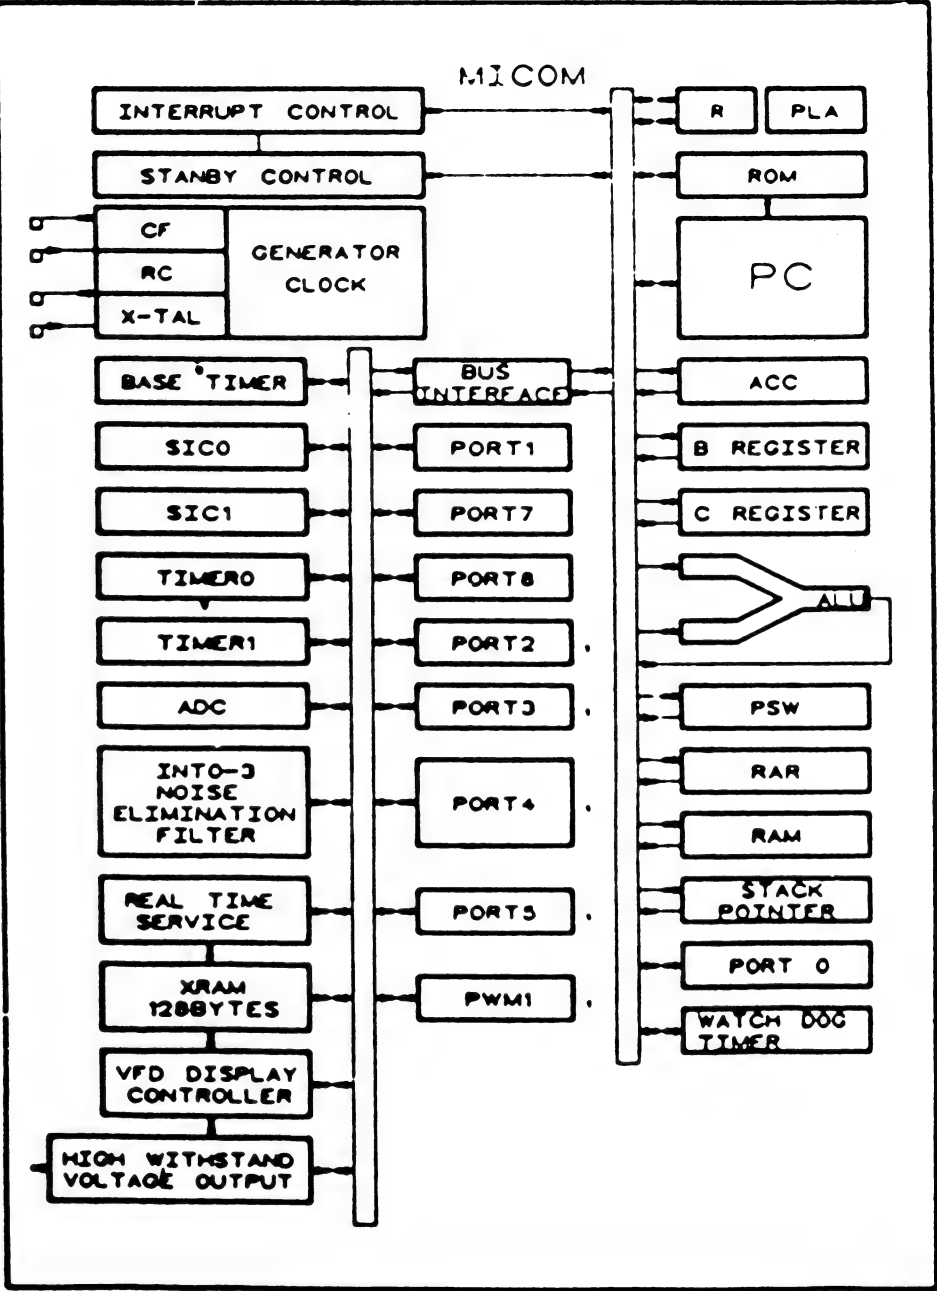 MICOM
INTERRUPT CONTROL
STANBY CONTROL
CF
RC
X-TAL
GENERATOR
CLOCK
BASE TIMER
SIC0
SIC1
TIMER0
TIMER1
ADC
INT0-3
NOISE
ELIMINATION
FILTER
REAL TIME
SERVICE
XRAM
128BYTES
VFD DISPLAY
CONTROLLER
HIGH WITHSTAND
VOLTAGE OUTPUT
BUS
INTERFACE
PORT1
PORT7
PORT8
PORT2
PORT3
PORT4
PORT5
PWM1
R
PLA
ROM
PC
ACC
B REGISTER
C REGISTER
ALU
PSW
RAR
RAM
STACK
POINTER
PORT 0
WATCH DOG
TIMER